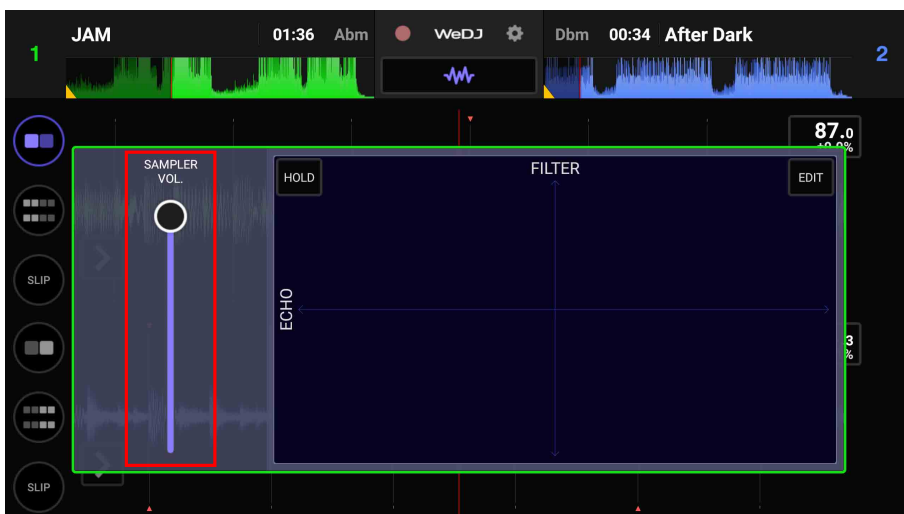 1
JAM
01:36
Abm
WeDJ
Dbm
00:34
After Dark
2
87.0
SAMPLER
VOL.
HOLD
FILTER
EDIT
ECHO
SLIP
3
%
SLIP